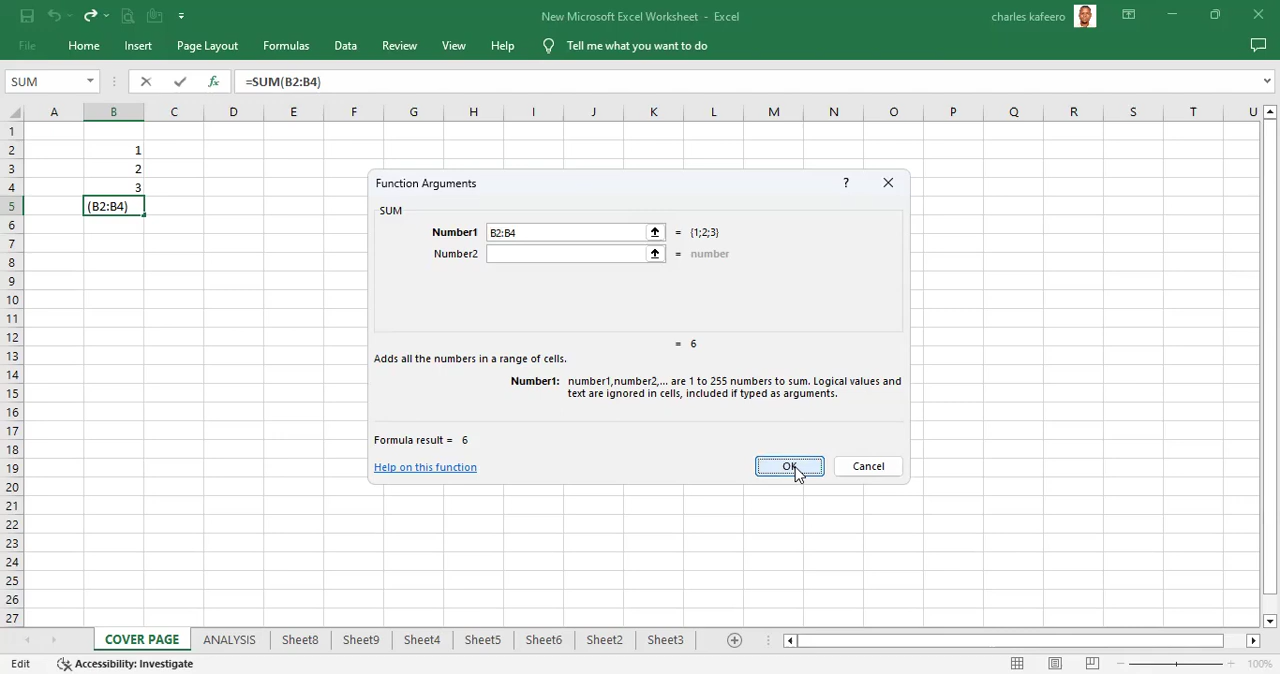 New Microsoft Excel Worksheet - Excel
charles kafeero
File Home Insert Page Layout Formulas Data Review View Help Tell me what you want to do
SUM fx =SUM(B2:B4)
A B C D E F G H I J K L M N O P Q R S T U
1
2 1
3 2
4 3
5 (B2:B4)
6
7
8
9
10
11
12
13
14
15
16
17
18
19
20
21
22
23
24
25
26
27
Function Arguments ?
SUM
Number1 B2:B4 = {1;2;3}
Number2 = number
= 6
Adds all the numbers in a range of cells.
Number1: number1,number2,... are 1 to 255 numbers to sum. Logical values and
text are ignored in cells, included if typed as arguments.
Formula result = 6
Help on this function OK Cancel
COVER PAGE ANALYSIS Sheet8 Sheet9 Sheet4 Sheet5 Sheet6 Sheet2 Sheet3
Edit Accessibility: Investigate 100%